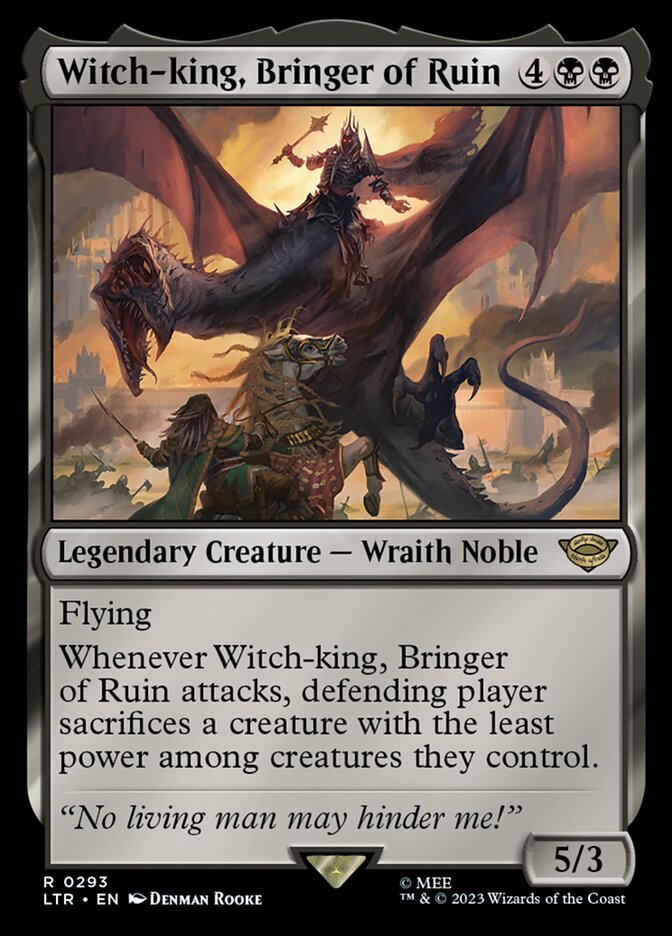 Witch-king, Bringer of Ruin 4
Legendary Creature — Wraith Noble
Flying
Whenever Witch-king, Bringer
of Ruin attacks, defending player
sacrifices a creature with the least
power among creatures they control.
“No living man may hinder me!”
5/3
R 0293
LTR • EN DENMAN ROOKE
© MEE
™ & © 2023 Wizards of the Coast